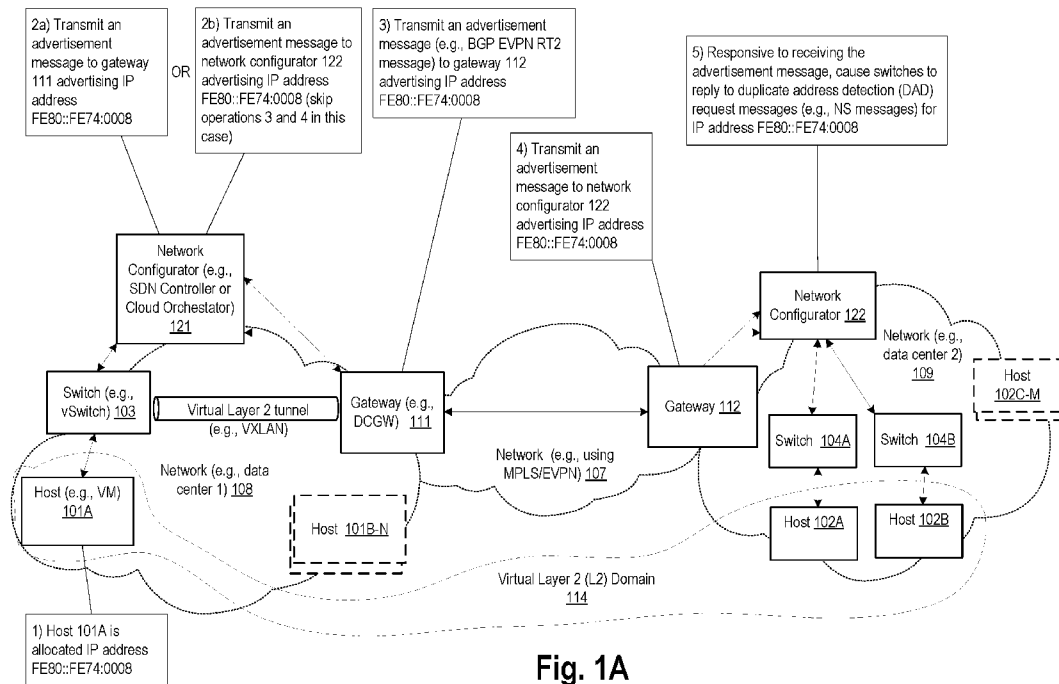 2a) Transmit an
advertisement
message to gateway
111 advertising IP
address
FE80::FE74:0008
OR
2b) Transmit an
advertisement message to
network configurator 122
advertising IP address
FE80::FE74:0008 (skip
operations 3 and 4 in this
case)
3) Transmit an advertisement
message (e.g., BGP EVPN RT2
message) to gateway 112
advertising IP address
FE80::FE74:0008
4) Transmit an
advertisement
message to network
configurator 122
advertising IP address
FE80::FE74:0008
5) Responsive to receiving the
advertisement message, cause switches to
reply to duplicate address detection (DAD)
request messages (e.g., NS messages) for
IP address FE80::FE74:0008
Network
Configurator (e.g.,
SDN Controller or
Cloud Orchestator)
121
Switch (e.g.,
vSwitch) 103
Virtual Layer 2 tunnel
(e.g., VXLAN)
Gateway (e.g.,
DCGW) 111
Network (e.g., using
MPLS/EVPN) 107
Gateway 112
Network
Configurator 122
Network (e.g.,
data center 2)
109
Host
102C-M
Switch 104A
Switch 104B
Host (e.g., VM)
101A
Network (e.g., data
center 1) 108
Host 101B-N
Host 102A
Host 102B
Virtual Layer 2 (L2) Domain
114
1) Host 101A is
allocated IP address
FE80::FE74:0008
Fig. 1A